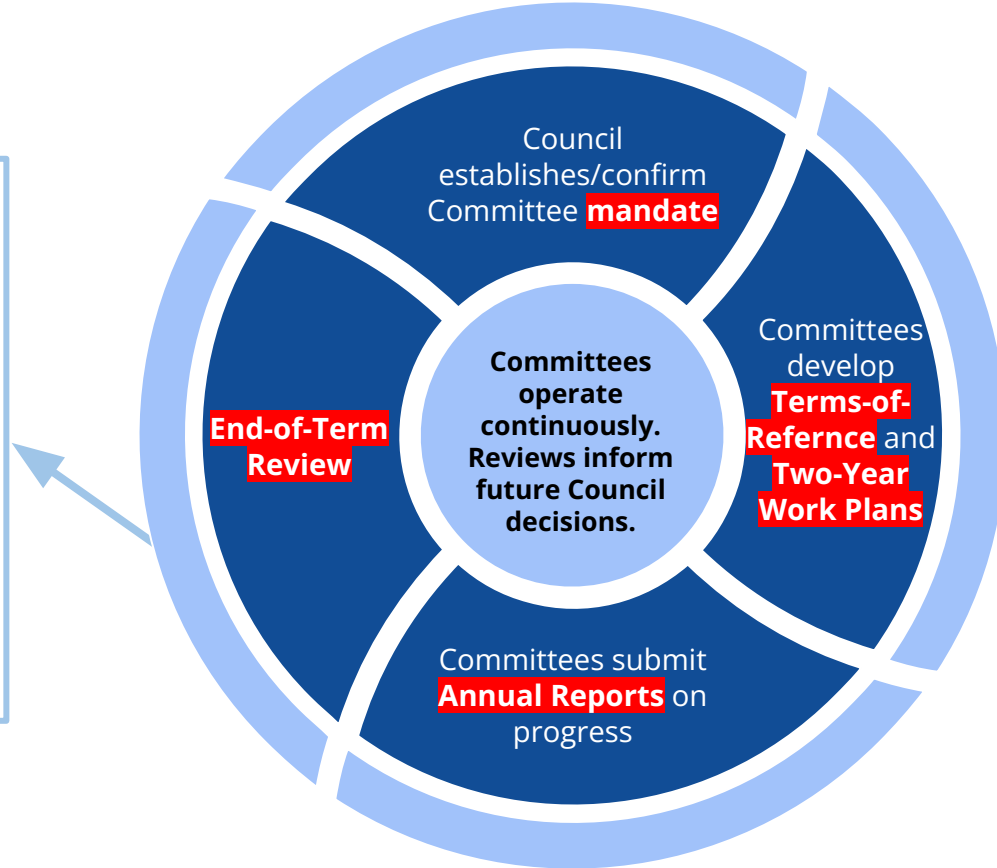 Council
establishes/confirm
Committee mandate
Committees
develop
Terms-of-
Refernce and
Two-Year
Work Plans
Committees submit
Annual Reports on
progress
End-of-Term
Review
Committees
operate
continuously.
Reviews inform
future Council
decisions.